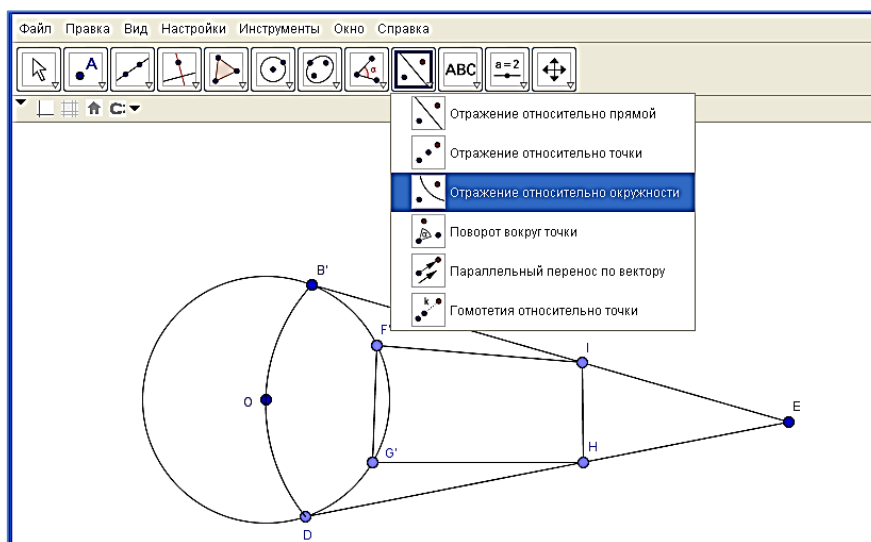 Файл Правка Вид Настройки Инструменты Окно Справка
A α ABC a = 2
Отражение относительно прямой
Отражение относительно точки
Отражение относительно окружности
Поворот вокруг точки
Параллельный перенос по вектору
k
Гомотетия относительно точки
B'
F'
I
O
E
G'
H
D